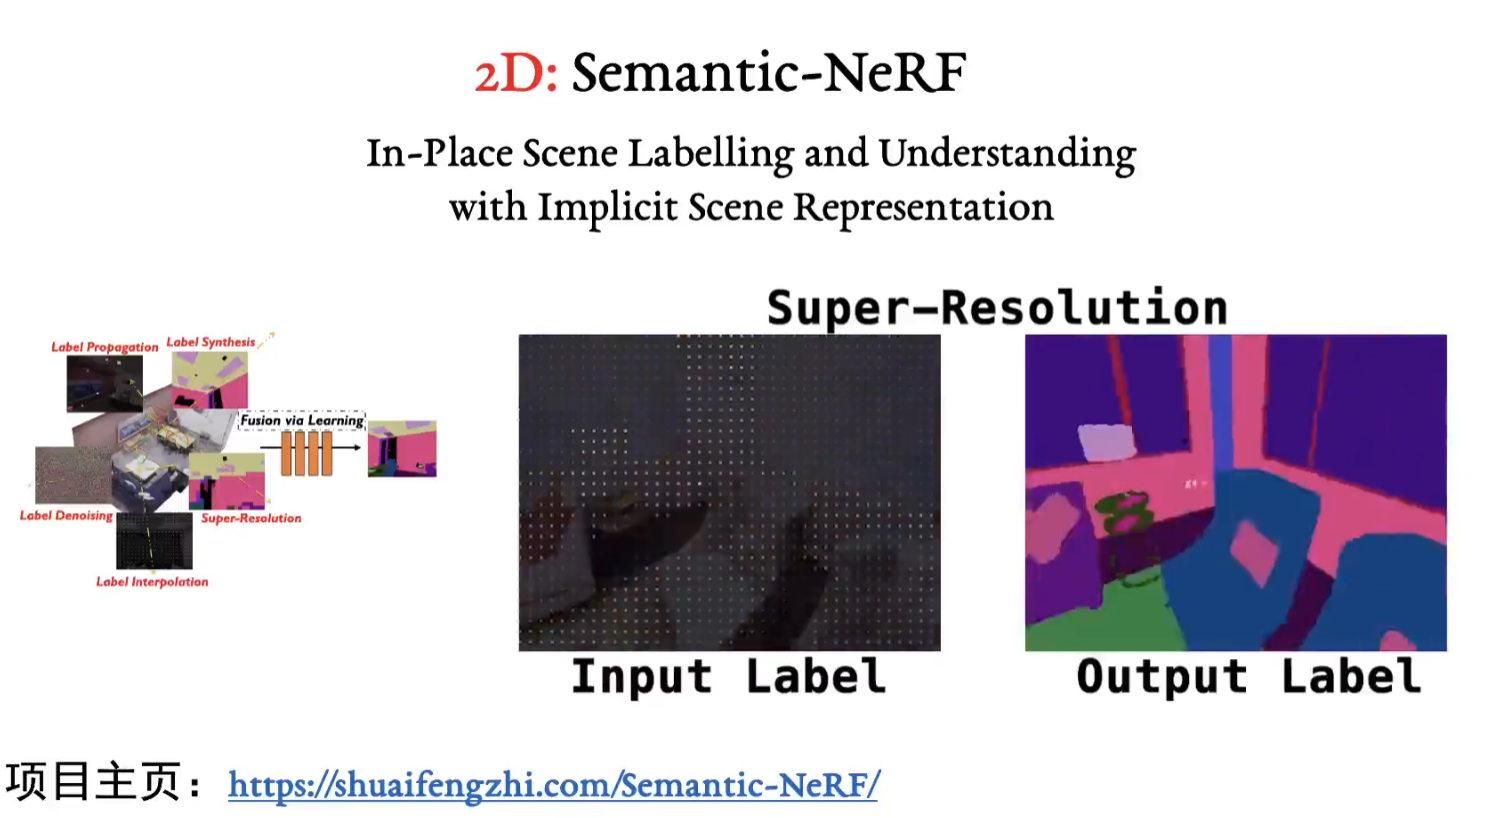 2D: Semantic-NeRF
In-Place Scene Labelling and Understanding
with Implicit Scene Representation
Label Propagation
Label Synthesis
Fusion via Learning
Label Denoising
Super-Resolution
Label Interpolation
Super-Resolution
Input Label
Output Label
项目主页：https://shuaifengzhi.com/Semantic-NeRF/